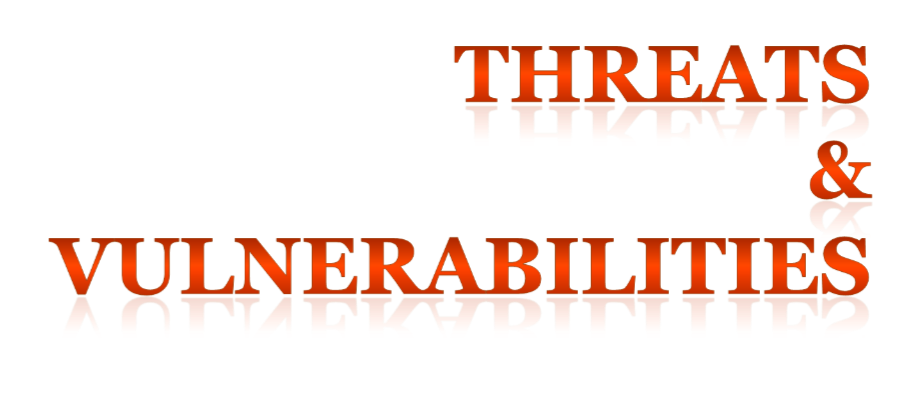 THREATS
&
VULNERABILITIES